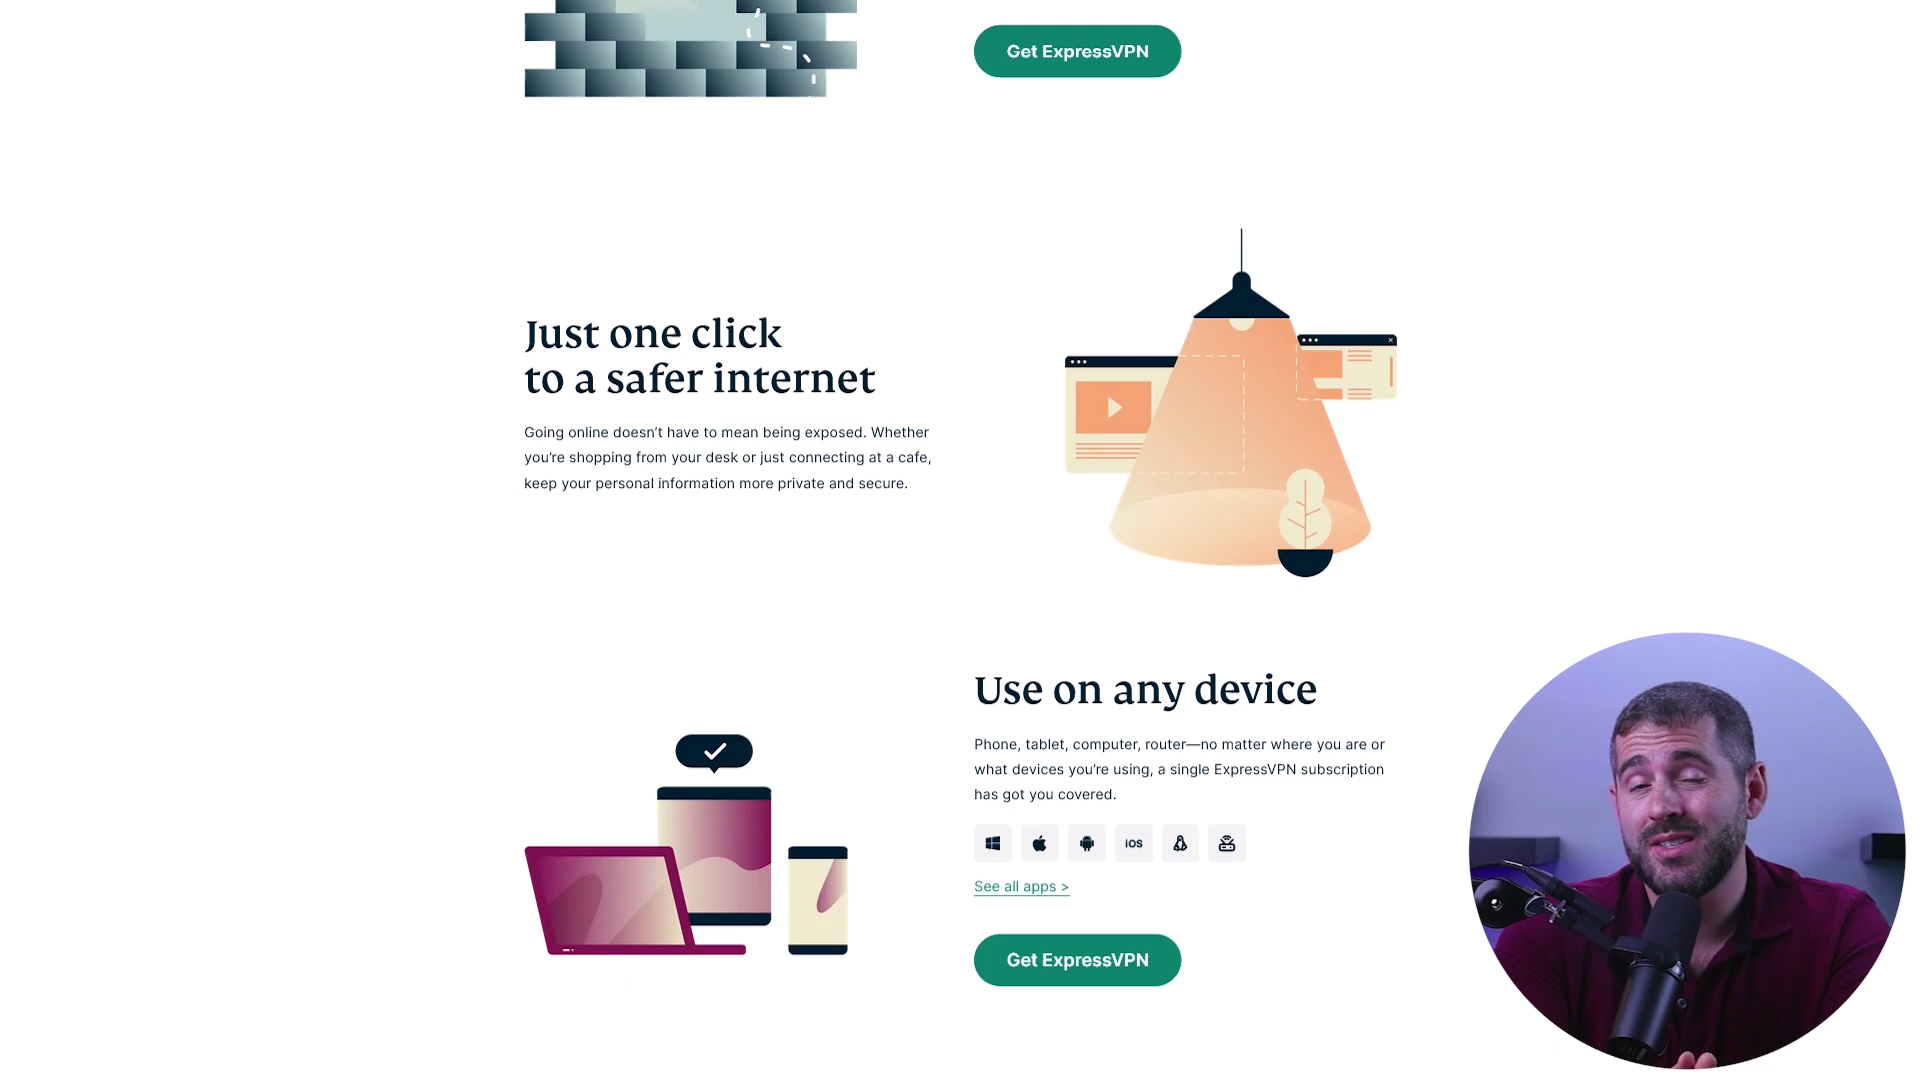 Get ExpressVPN
Just one click
to a safer internet
Going online doesn’t have to mean being exposed. Whether
you’re shopping from your desk or just connecting at a cafe,
keep your personal information more private and secure.
Use on any device
Phone, tablet, computer, router—no matter where you are or
what devices you’re using, a single ExpressVPN subscription
has got you covered.
iOS
See all apps >
Get ExpressVPN